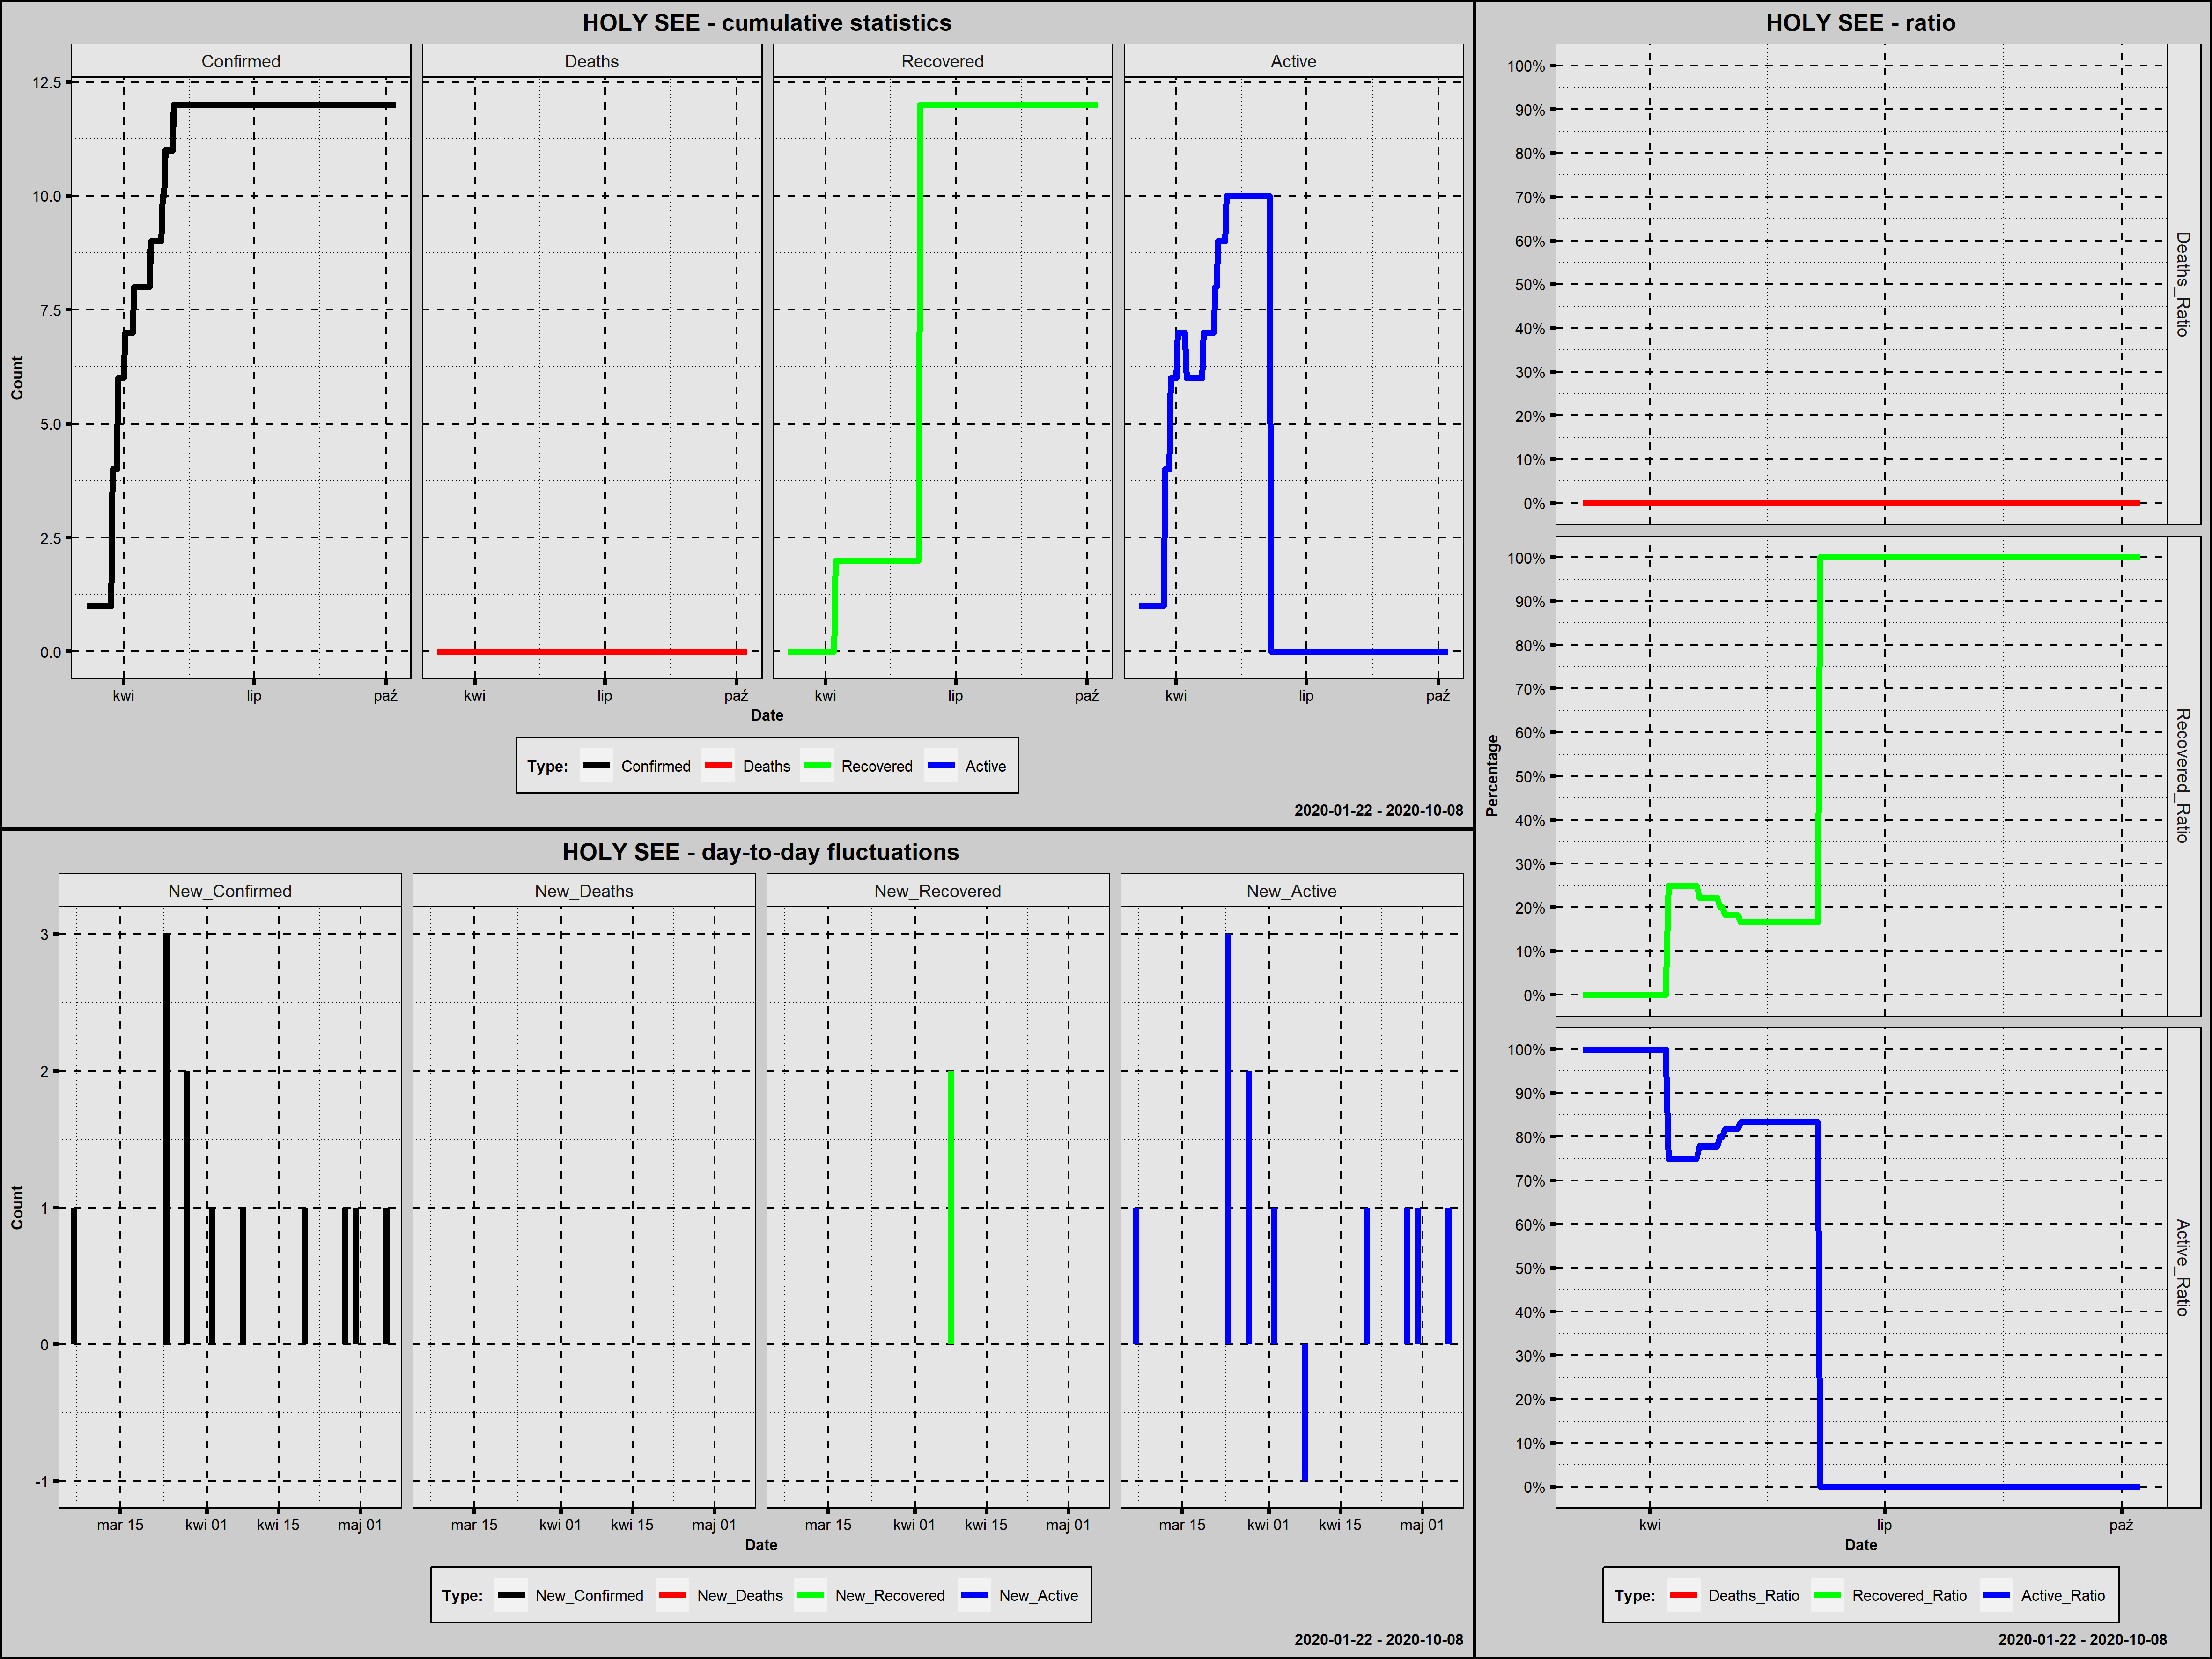 HOLY SEE - cumulative statistics
Confirmed Deaths Recovered Active
12.5
10.0
7.5
5.0
2.5
0.0
Count
kwi lip paź kwi lip paź kwi lip paź kwi lip paź
Date
Type: Confirmed Deaths Recovered Active
2020-01-22 - 2020-10-08
HOLY SEE - day-to-day fluctuations
New_Confirmed New_Deaths New_Recovered New_Active
3
2
1
0
-1
Count
mar 15 kwi 01 kwi 15 maj 01 mar 15 kwi 01 kwi 15 maj 01 mar 15 kwi 01 kwi 15 maj 01 mar 15 kwi 01 kwi 15 maj 01
Date
Type: New_Confirmed New_Deaths New_Recovered New_Active
2020-01-22 - 2020-10-08
HOLY SEE - ratio
100%
90%
80%
70%
60%
50%
40%
30%
20%
10%
0%
Deaths_Ratio
100%
90%
80%
70%
60%
50%
40%
30%
20%
10%
0%
Recovered_Ratio
100%
90%
80%
70%
60%
50%
40%
30%
20%
10%
0%
Active_Ratio
Percentage
kwi lip paź
Date
Type: Deaths_Ratio Recovered_Ratio Active_Ratio
2020-01-22 - 2020-10-08